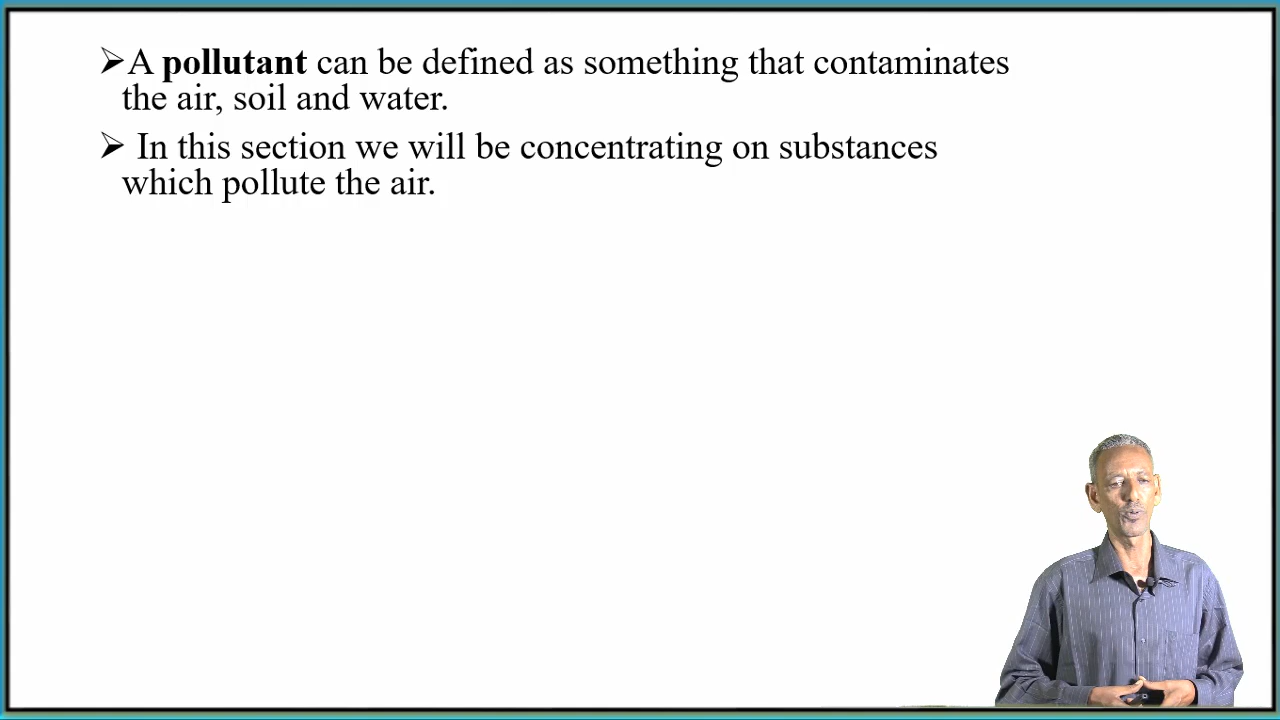 ➢A pollutant can be defined as something that contaminates
the air, soil and water.
➢ In this section we will be concentrating on substances
which pollute the air.